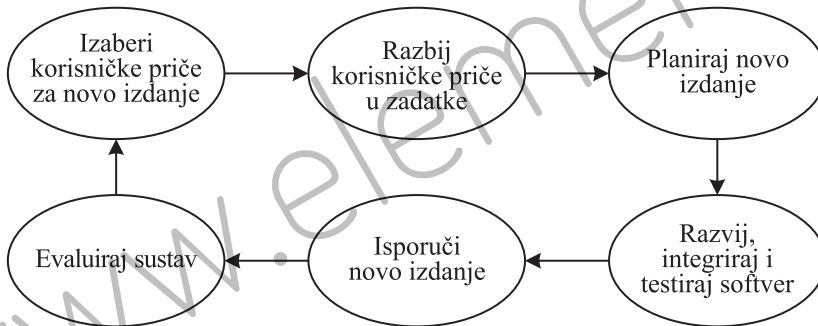 Izaberi
korisničke priče
za novo izdanje
Razbij
korisničke priče
u zadatke
Planiraj novo
izdanje
Razvij,
integriraj i
testiraj softver
Isporuči
novo izdanje
Evaluiraj sustav
www.eleme